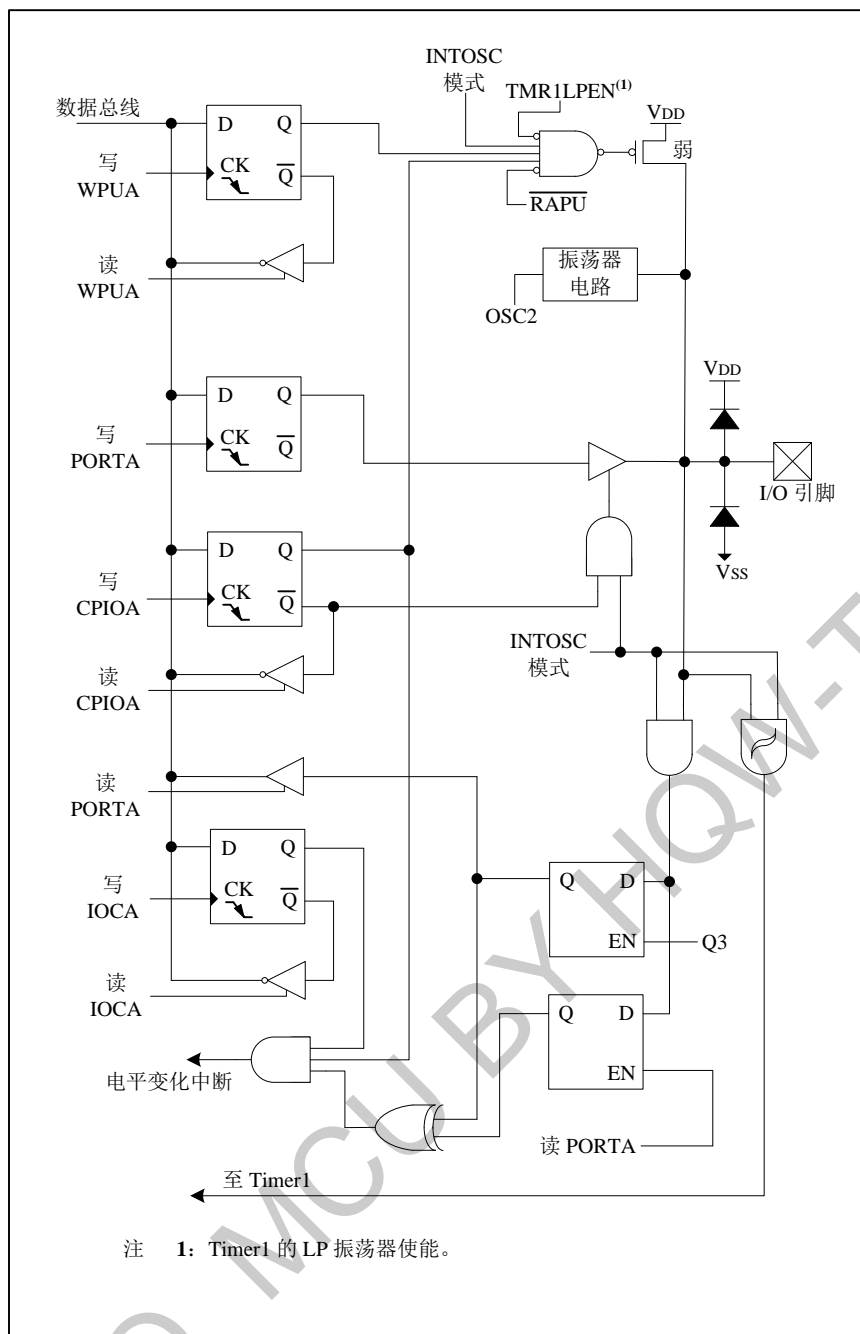 INTOSC
模式
TMR1LPEN(1)
VDD
弱
数据总线
D Q
写
WPUA
CK Q
RAPU
读
WPUA
振荡器
电路
OSC2
VDD
D Q
写
PORTA
CK Q
I/O 引脚
D Q
VSS
写
CPIOA
CK Q
INTOSC
模式
读
CPIOA
读
PORTA
D Q
写
IOCA
CK Q
Q D
EN Q3
读
IOCA
Q D
EN
电平变化中断
读 PORTA
至 Timer1
注 1: Timer1 的 LP 振荡器使能。
MCU BY HQW-T